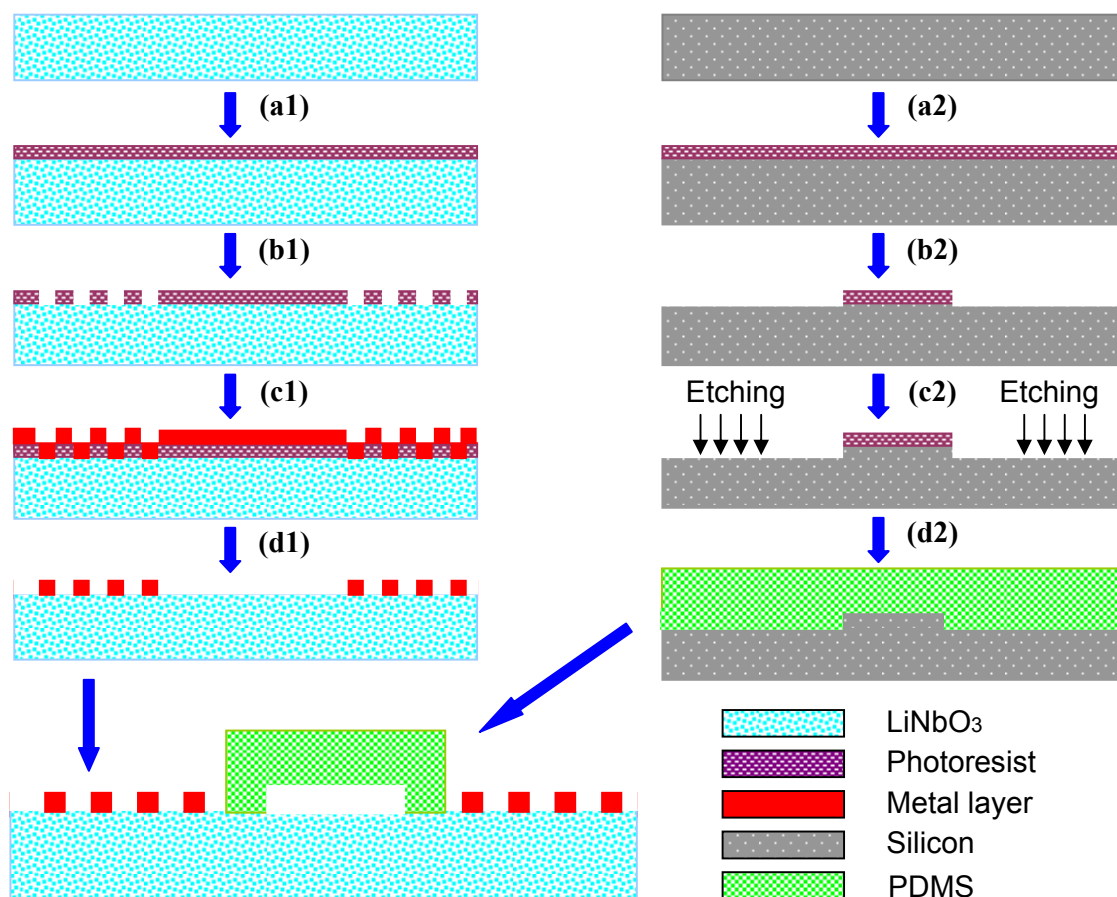 (a1)
(a2)
(b1)
(b2)
(c1)
Etching
(c2)
Etching
(d1)
(d2)
LiNbO3
Photoresist
Metal layer
Silicon
PDMS